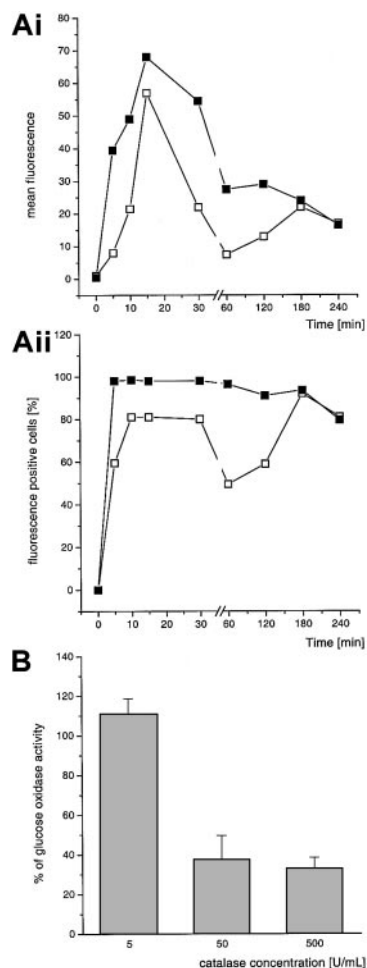 Ai
80
70
60
50
40
30
20
10
0
mean fluorescence
0 10 20 30 60 120 180 240
Time [min]
Aii
120
100
80
60
40
20
0
fluorescence positive cells [%]
0 10 20 30 60 120 180 240
Time [min]
B
140
120
100
80
60
40
20
0
% of glucose oxidase activity
5 50 500
catalase concentration [U/mL]